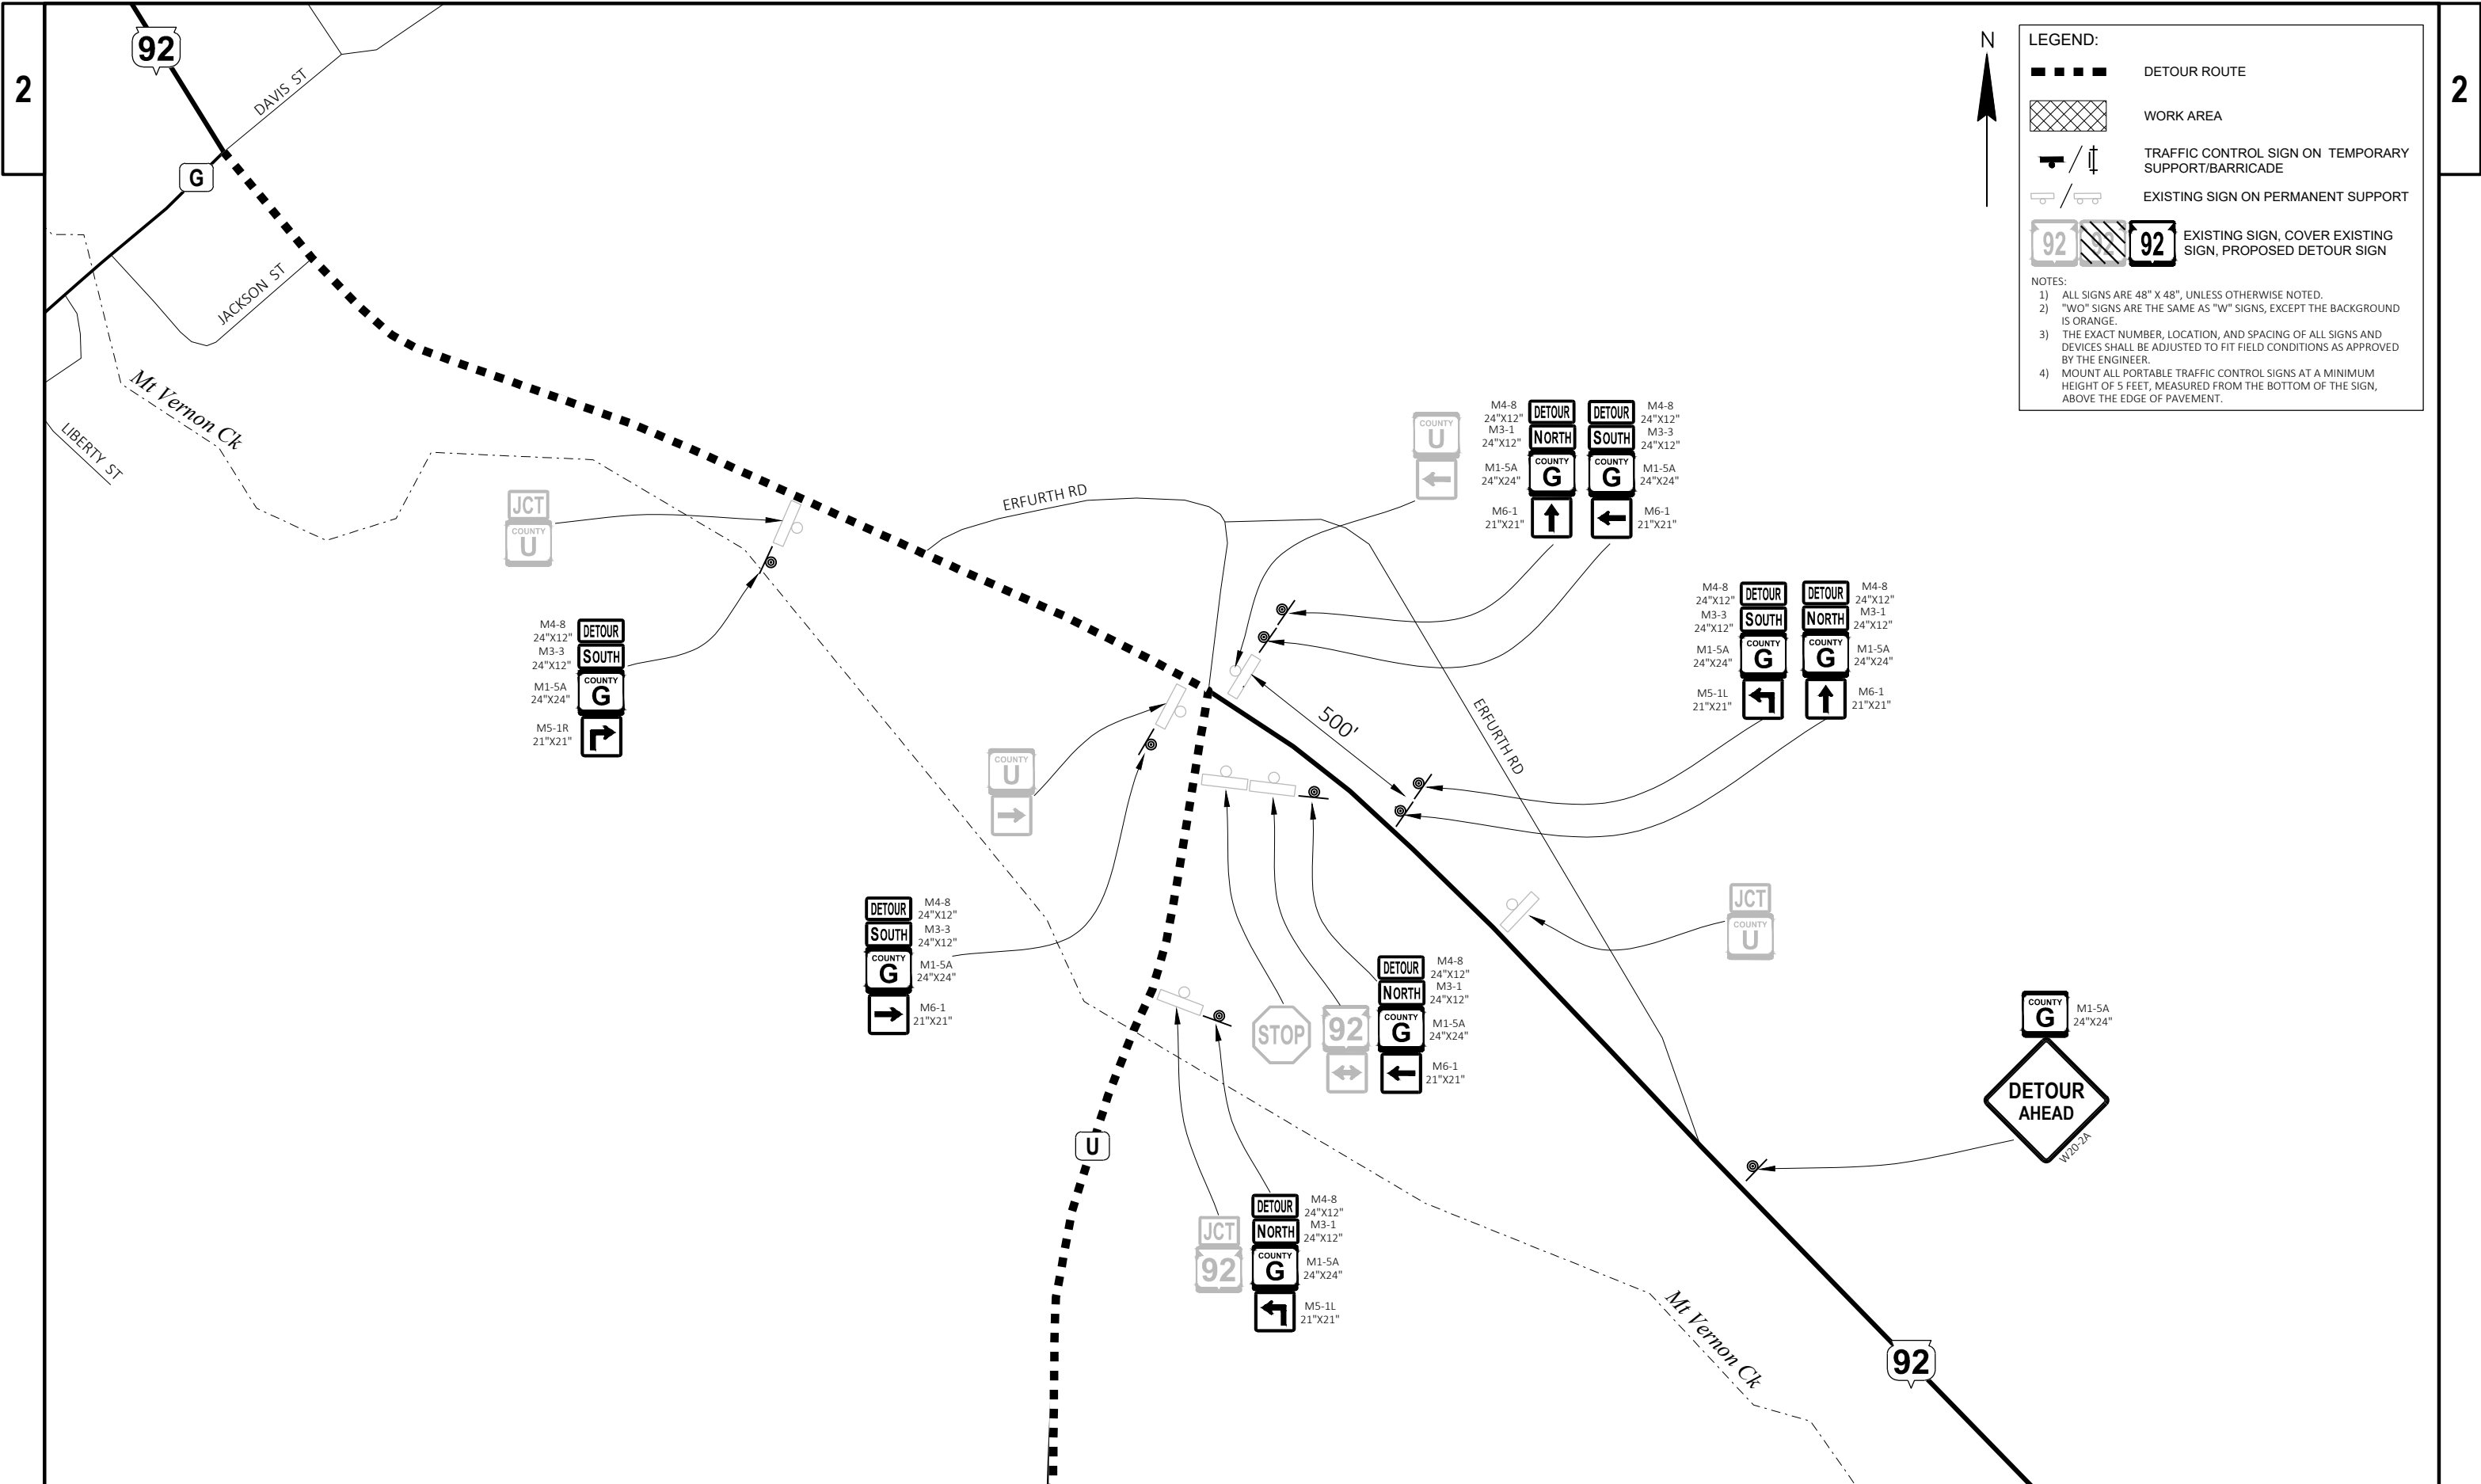 2
92
DAVIS ST
G
JACKSON ST
Mt Vernon Ck
LIBERTY ST
N
2
LEGEND:
DETOUR ROUTE
WORK AREA
TRAFFIC CONTROL SIGN ON TEMPORARY
SUPPORT/BARRICADE
EXISTING SIGN ON PERMANENT SUPPORT
92 92 92
EXISTING SIGN, COVER EXISTING
SIGN, PROPOSED DETOUR SIGN
NOTES:
1) ALL SIGNS ARE 48" X 48", UNLESS OTHERWISE NOTED.
2) "WO" SIGNS ARE THE SAME AS "W" SIGNS, EXCEPT THE BACKGROUND
IS ORANGE.
3) THE EXACT NUMBER, LOCATION, AND SPACING OF ALL SIGNS AND
DEVICES SHALL BE ADJUSTED TO FIT FIELD CONDITIONS AS APPROVED
BY THE ENGINEER.
4) MOUNT ALL PORTABLE TRAFFIC CONTROL SIGNS AT A MINIMUM
HEIGHT OF 5 FEET, MEASURED FROM THE BOTTOM OF THE SIGN,
ABOVE THE EDGE OF PAVEMENT.
JCT
COUNTY
U
ERFURTH RD
COUNTY
U
M4-8
24"X12"
M3-1
24"X12"
M1-5A
24"X24"
M6-1
21"X21"
DETOUR
NORTH
COUNTY
G
DETOUR
SOUTH
COUNTY
G
M4-8
24"X12"
M3-3
24"X12"
M1-5A
24"X24"
M6-1
21"X21"
M4-8
24"X12"
M3-3
24"X12"
M1-5A
24"X24"
M5-1R
21"X21"
DETOUR
SOUTH
COUNTY
G
M4-8
24"X12"
M3-3
24"X12"
M1-5A
24"X24"
M5-1L
21"X21"
DETOUR
SOUTH
COUNTY
G
DETOUR
NORTH
COUNTY
G
M4-8
24"X12"
M3-1
24"X12"
M1-5A
24"X24"
M6-1
21"X21"
500'
ERFURTH RD
COUNTY
U
DETOUR
SOUTH
COUNTY
G
M4-8
24"X12"
M3-3
24"X12"
M1-5A
24"X24"
M6-1
21"X21"
JCT
COUNTY
U
STOP
92
DETOUR
NORTH
COUNTY
G
M4-8
24"X12"
M3-1
24"X12"
M1-5A
24"X24"
M6-1
21"X21"
COUNTY
G
M1-5A
24"X24"
DETOUR
AHEAD
W20-2A
U
JCT
92
DETOUR
NORTH
COUNTY
G
M4-8
24"X12"
M3-1
24"X12"
M1-5A
24"X24"
M5-1L
21"X21"
Mt Vernon Ck
92